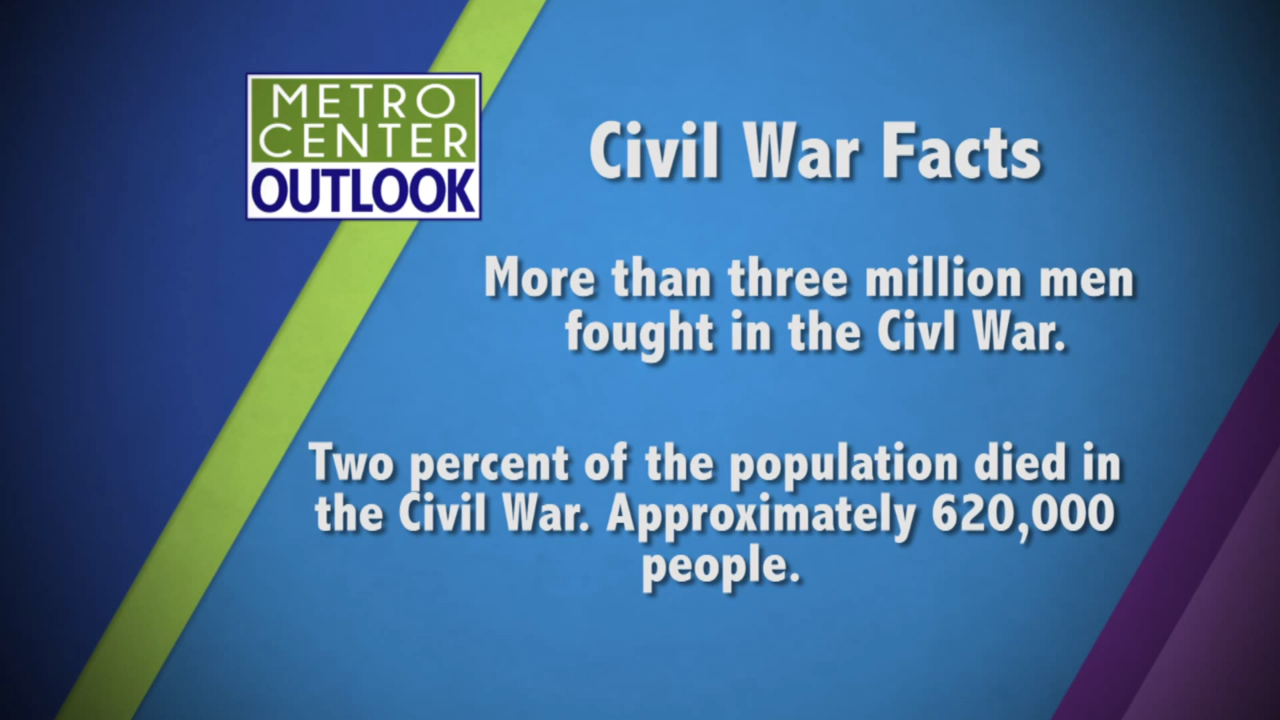 METRO
CENTER
OUTLOOK
Civil War Facts
More than three million men
fought in the Civl War.
Two percent of the population died in
the Civil War. Approximately 620,000
people.